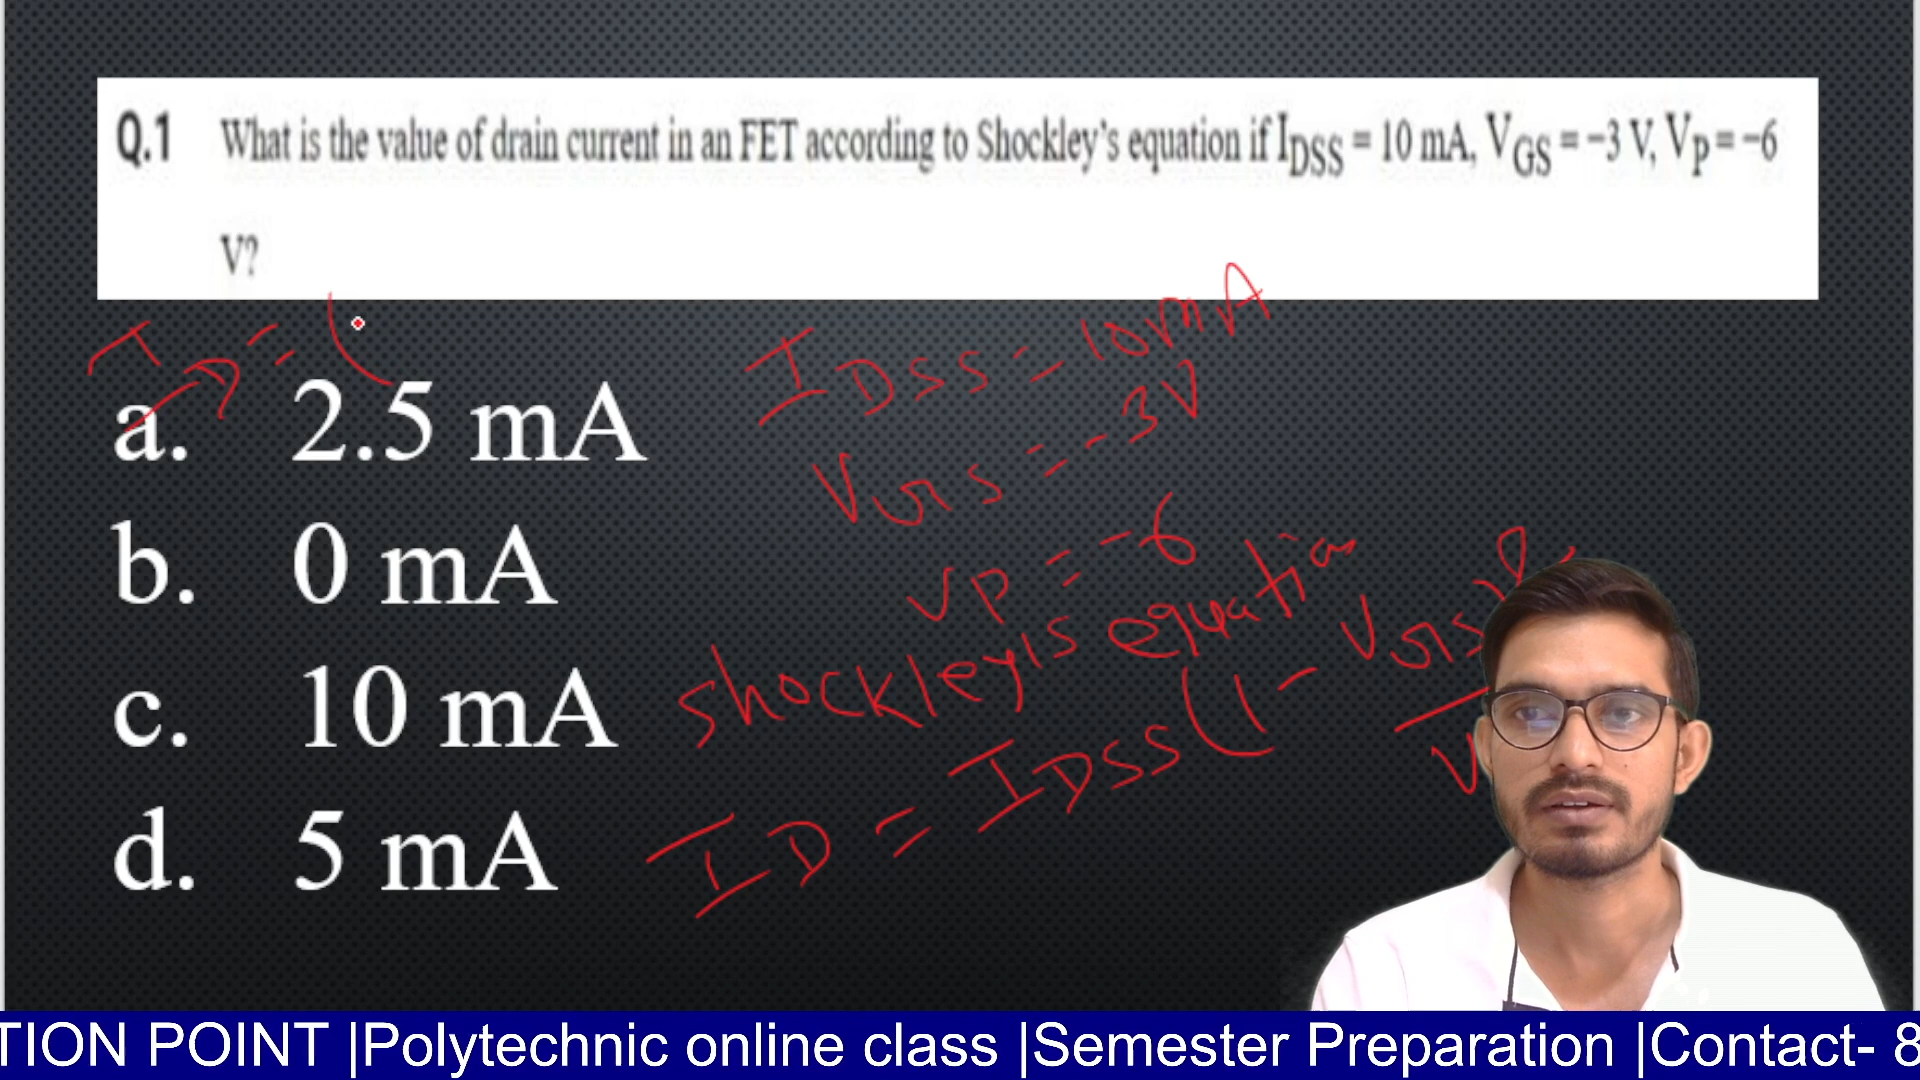 Q.1 What is the value of drain current in an FET according to Shockley's equation if IDSS = 10 mA, VGS = −3 V, VP = −6
V?
ID = (
IDSS = 10mA
a. 2.5 mA
VGS = -3V
b. 0 mA
VP = -6
shockley's equation
c. 10 mA
ID = IDSS (1 - VGS
V
d. 5 mA
TION POINT |Polytechnic online class |Semester Preparation |Contact- 8